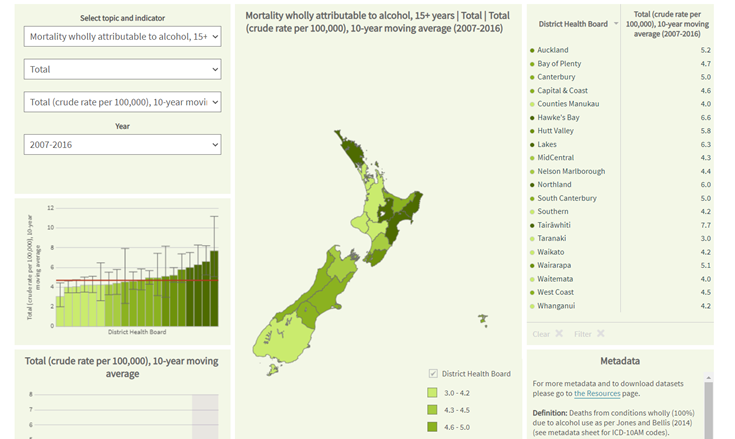 Select topic and indicator
Mortality wholly attributable to alcohol, 15+
Total
Total (crude rate per 100,000), 10-year movi
Year
2007-2016
12
10
8
6
4
2
0
Total (crude rate per 100,000), 10-year
moving average
District Health Board
Total (crude rate per 100,000), 10-year moving
average
8
7
6
5
4
Mortality wholly attributable to alcohol, 15+ years | Total | Total
(crude rate per 100,000), 10-year moving average (2007-2016)
District Health Board
3.0 - 4.2
4.3 - 4.5
4.6 - 5.0
District Health Board
Total (crude rate per
100,000), 10-year moving
average (2007-2016)
Auckland 5.2
Bay of Plenty 4.7
Canterbury 5.0
Capital & Coast 4.6
Counties Manukau 4.0
Hawke's Bay 6.6
Hutt Valley 5.8
Lakes 6.3
MidCentral 4.3
Nelson Marlborough 4.4
Northland 6.0
South Canterbury 5.0
Southern 4.2
Tairāwhiti 7.7
Taranaki 3.0
Waikato 4.2
Wairarapa 5.1
Waitemata 4.0
West Coast 4.5
Whanganui 4.2
Clear Filter
Metadata
For more metadata and to download datasets
please go to the Resources page.
Definition: Deaths from conditions wholly (100%)
due to alcohol use as per Jones and Bellis (2014)
(see metadata sheet for ICD-10AM codes).